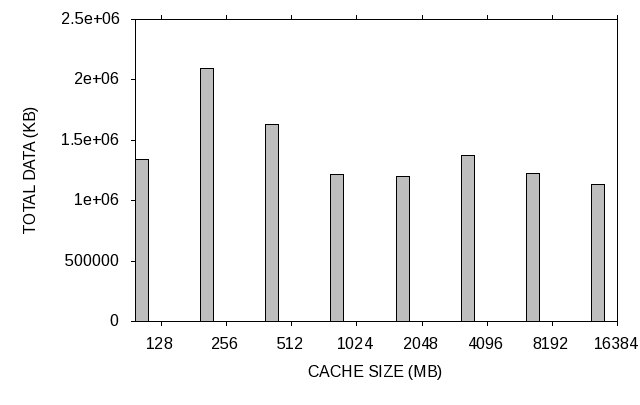 2.5e+06
2e+06
1.5e+06
1e+06
500000
0
TOTAL DATA (KB)
128 256 512 1024 2048 4096 8192 16384
CACHE SIZE (MB)